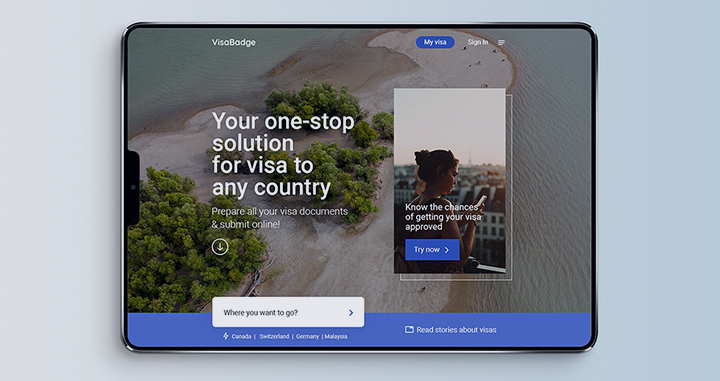 VisaBadge
My visa
Sign In
Your one-stop
solution
for visa to
any country
Prepare all your visa documents
& submit online!
Know the chances
of getting your visa
approved
Try now
Where you want to go?
Canada | Switzerland | Germany | Malaysia
Read stories about visas